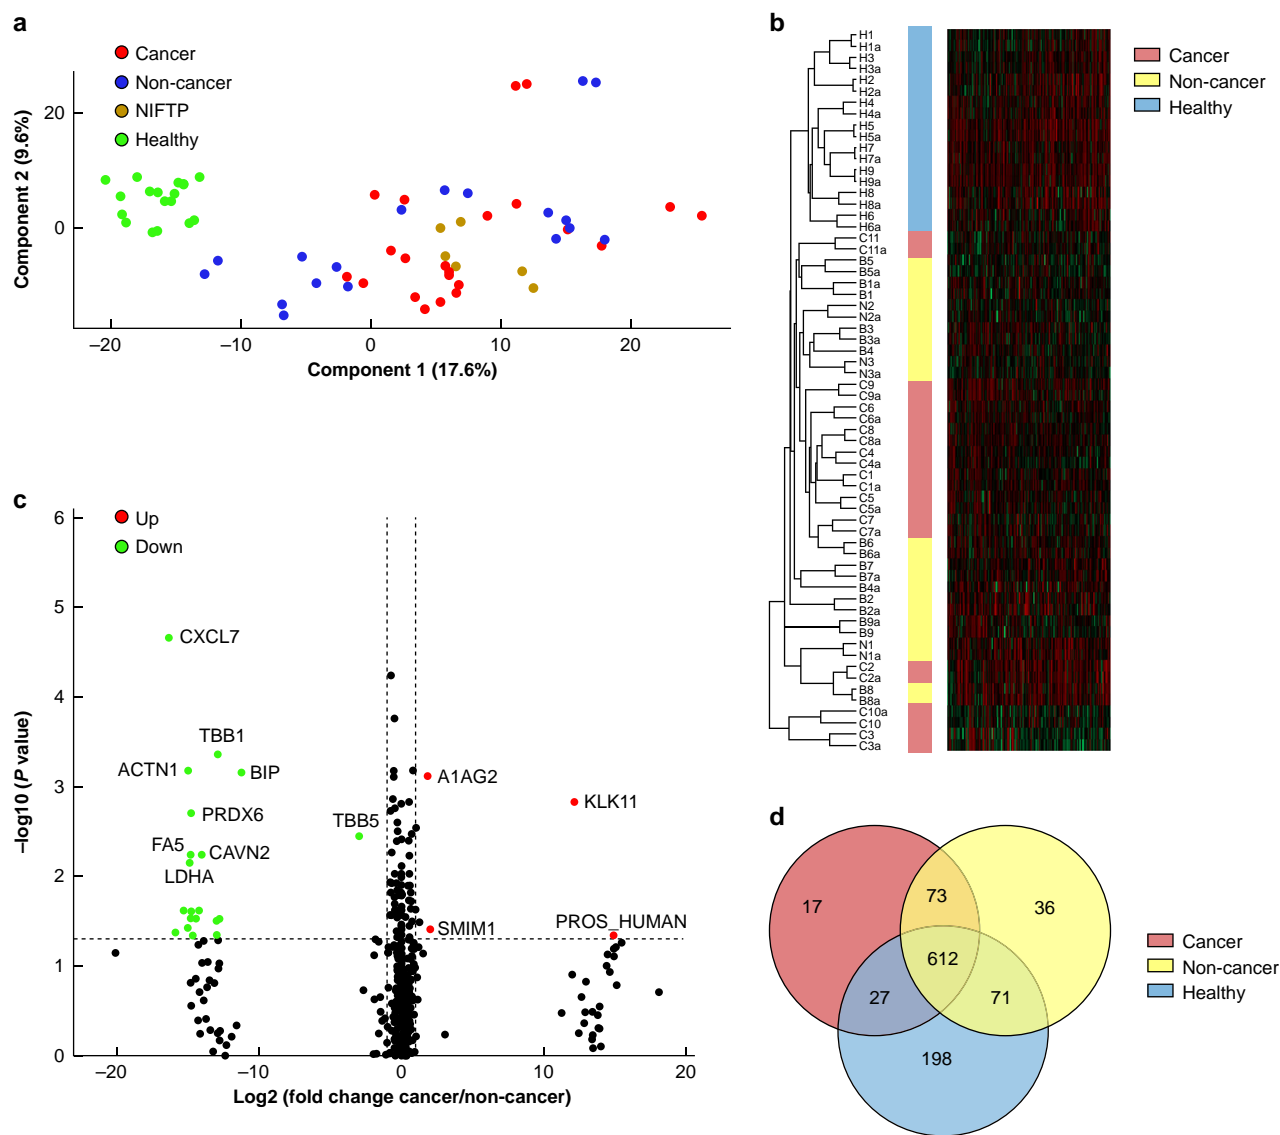 a
Cancer
Non-cancer
NIFTP
Healthy
Component 2 (9.6%)
20
0
–20
–10
0
10
20
Component 1 (17.6%)
b
H1
H1a
H3
H3a
H2
H2a
H4
H4a
H5
H5a
H7
H7a
H9
H9a
H8
H8a
H6
H6a
C11
C11a
B5
B5a
B1a
B1
N2
N2a
B3
B3a
B4
N3
N3a
C9
C9a
C6
C6a
C8
C8a
C4
C4a
C1
C1a
C5
C5a
C7
C7a
B6
B6a
B7
B7a
B4a
B2
B2a
B9a
B9
N1
N1a
C2
C2a
B8
B8a
C10a
C10
C3
C3a
Cancer
Non-cancer
Healthy
c
Up
Down
–log10 (P value)
6
5
4
3
2
1
0
CXCL7
TBB1
ACTN1
BIP
PRDX6
TBB5
FA5
CAVN2
LDHA
A1AG2
KLK11
SMIM1
PROS_HUMAN
–20
–10
0
10
20
Log2 (fold change cancer/non-cancer)
d
17
73
36
612
27
71
198
Cancer
Non-cancer
Healthy